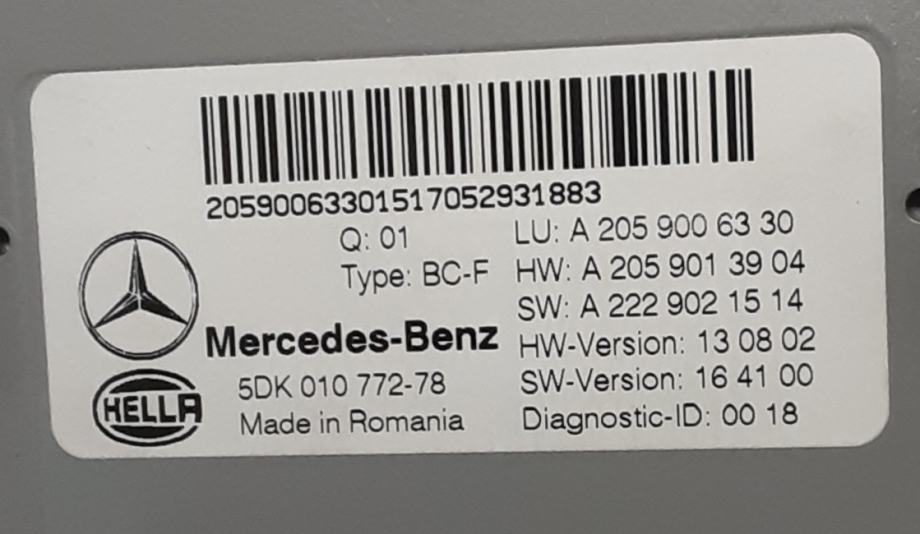 2059006330151705293​1883
Q: 01
Type: BC-F
LU: A 205 900 63 30
HW: A 205 901 39 04
SW: A 222 902 15 14
Mercedes-Benz
HW-Version: 13 08 02
HELLA
5DK 010 772-78
SW-Version: 16 41 00
Made in Romania
Diagnostic-ID: 00 18